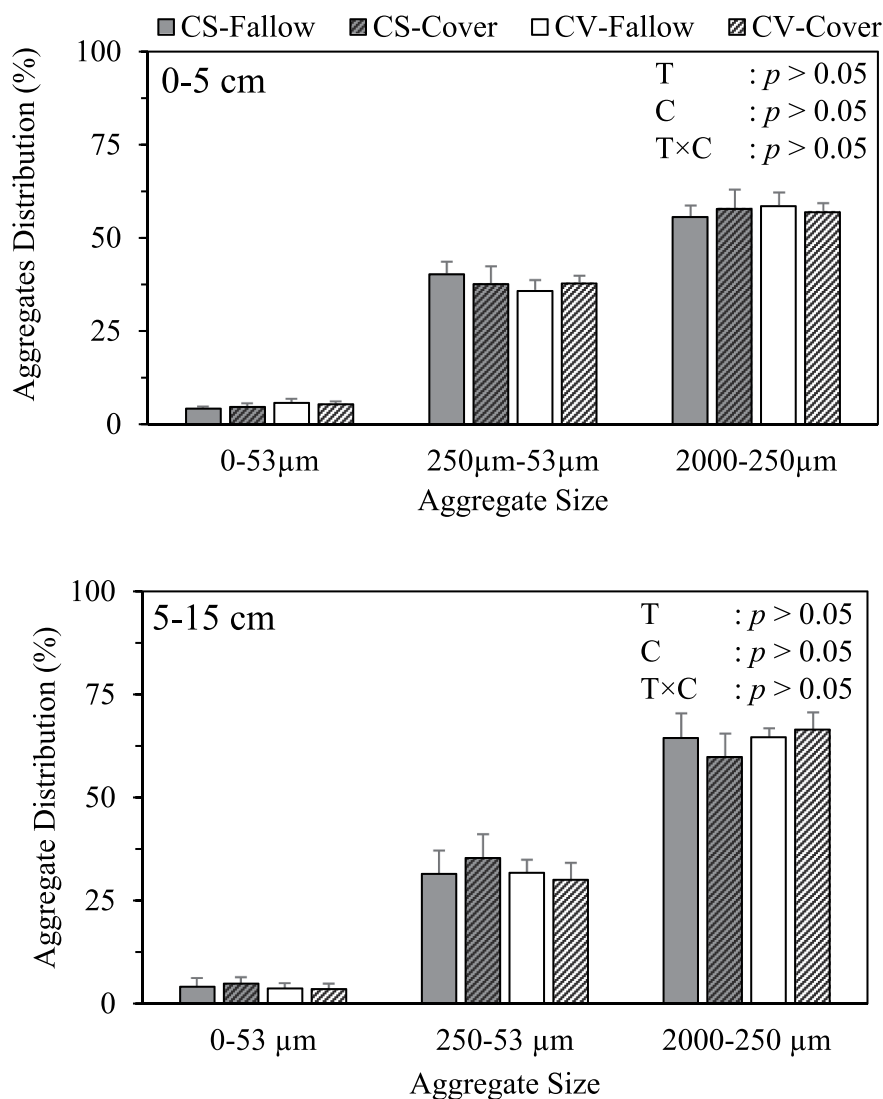 CS-Fallow CS-Cover CV-Fallow CV-Cover
100
75
50
25
0
Aggregates Distribution (%)
0-5 cm
T : p > 0.05
C : p > 0.05
T×C : p > 0.05
0-53µm 250µm-53µm 2000-250µm
Aggregate Size
100
75
50
25
0
Aggregate Distribution (%)
5-15 cm
T : p > 0.05
C : p > 0.05
T×C : p > 0.05
0-53 µm 250-53 µm 2000-250 µm
Aggregate Size